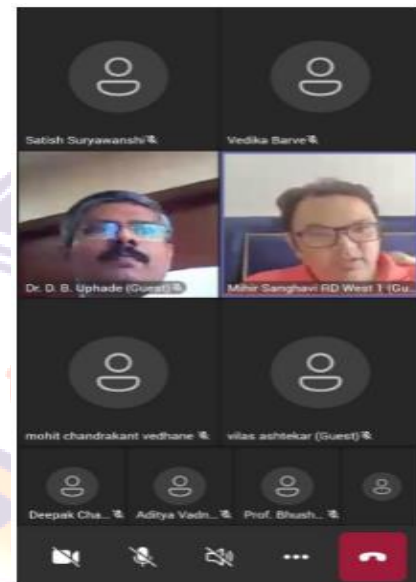 Satish Suryawanshi
Vedika Barve
Dr. D. B. Uphade (Guest)
Mihir Sanghavi RD West 1 (Gu...
mohit chandrakant vedhane
vilas ashtekar (Guest)
Deepak Cha...
Aditya Vadn...
Prof. Bhush...